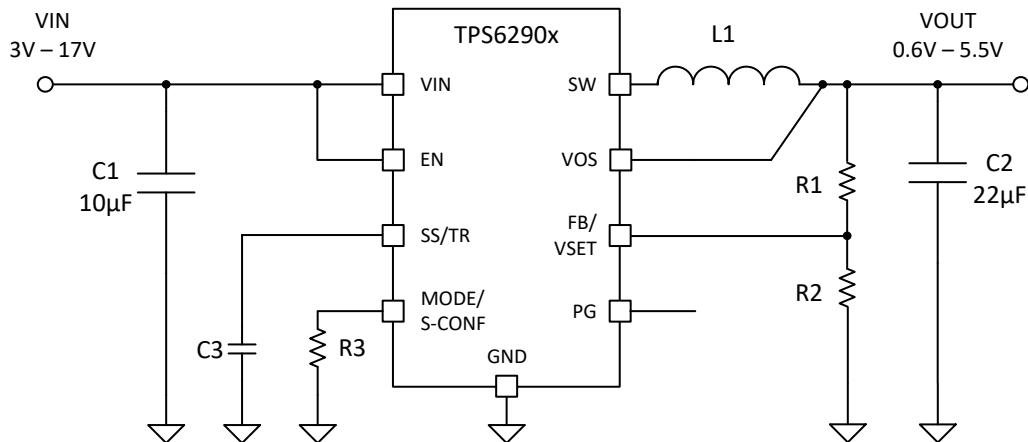 VIN
3V – 17V
TPS6290x
L1
VOUT
0.6V – 5.5V
VIN
SW
C1
10µF
EN
VOS
R1
C2
22µF
SS/TR
FB/
VSET
MODE/
S-CONF
PG
R2
C3
R3
GND